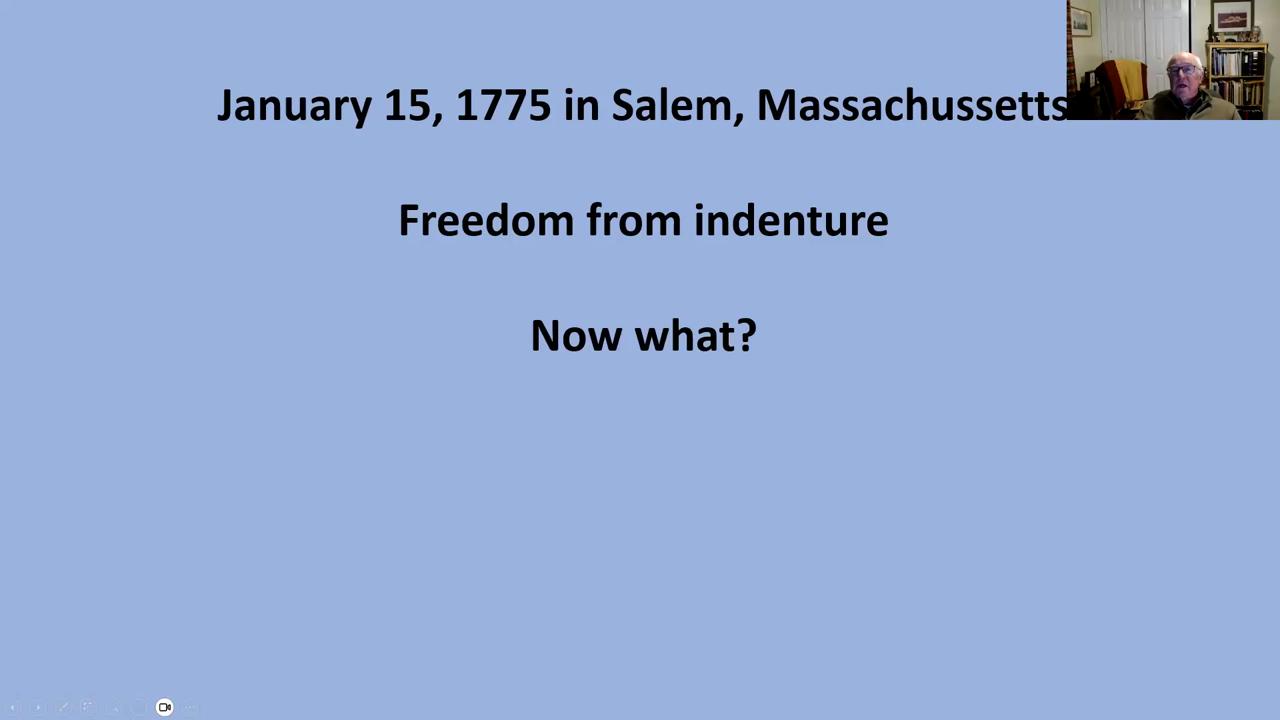 January 15, 1775 in Salem, Massachussetts
Freedom from indenture
Now what?